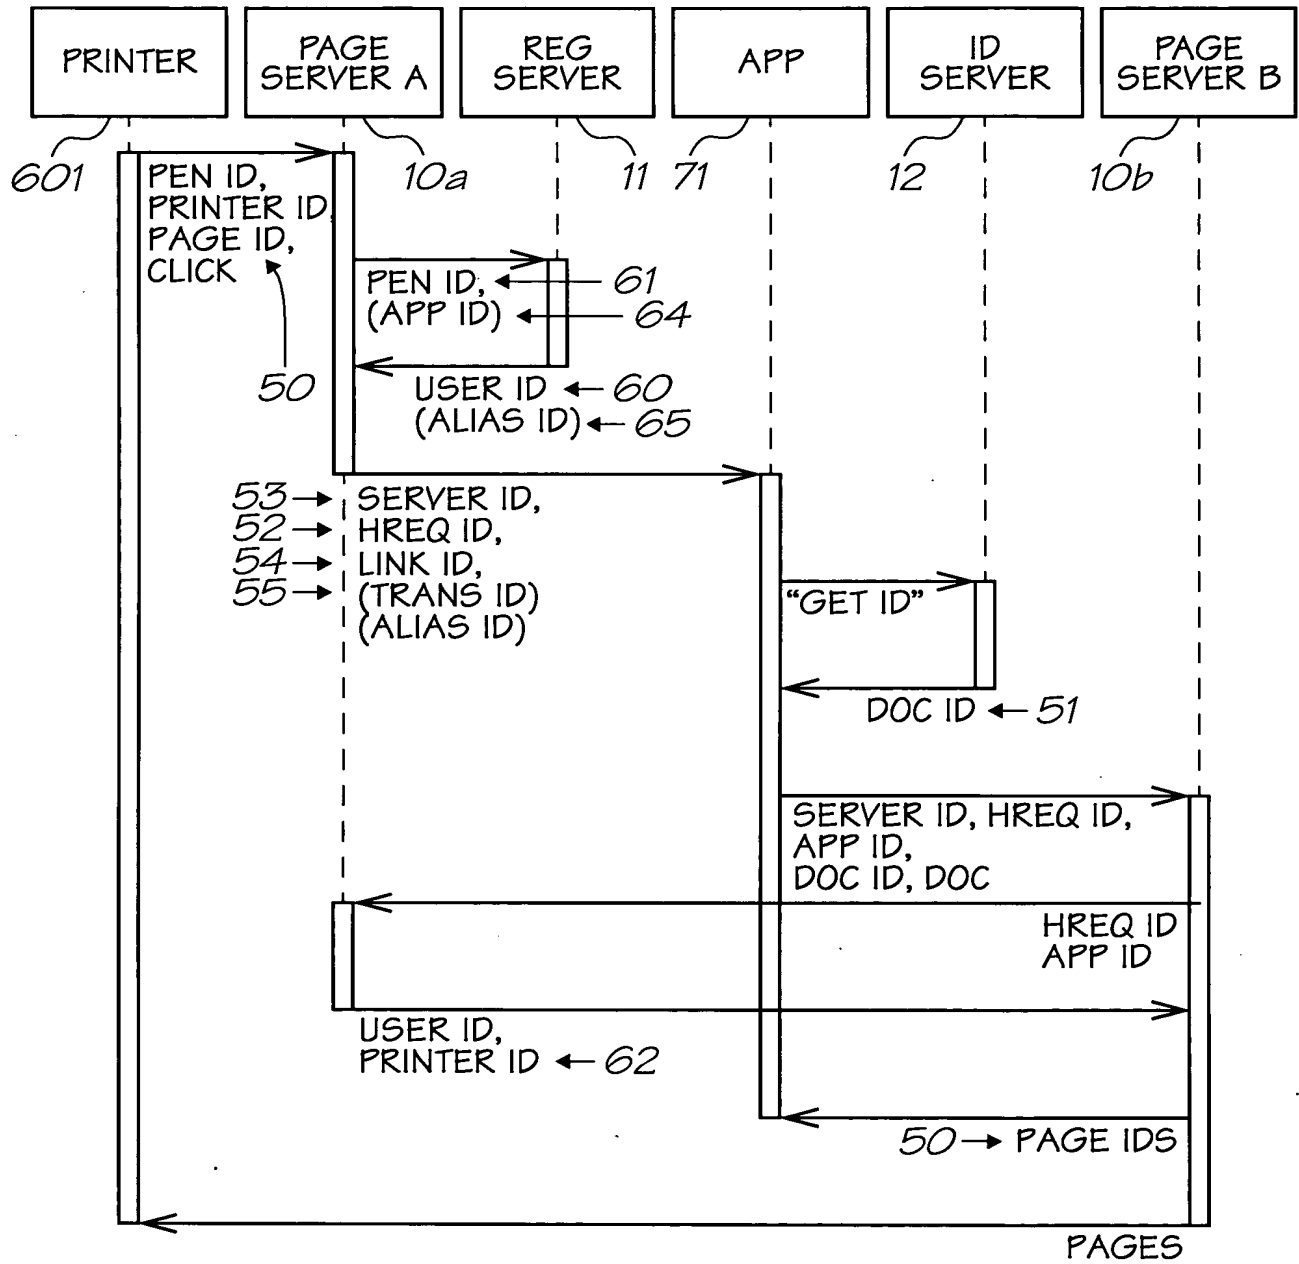 PRINTER
PAGE
SERVER A
REG
SERVER
APP
ID
SERVER
PAGE
SERVER B
601
10a
11
71
12
10b
PEN ID,
PRINTER ID
PAGE ID,
CLICK
50
PEN ID,
61
(APP ID)
64
USER ID
60
(ALIAS ID)
65
53
SERVER ID,
52
HREQ ID,
54
LINK ID,
55
(TRANS ID)
(ALIAS ID)
“GET ID”
DOC ID
51
SERVER ID, HREQ ID,
APP ID,
DOC ID, DOC
HREQ ID
APP ID
USER ID,
PRINTER ID
62
50
PAGE IDS
PAGES